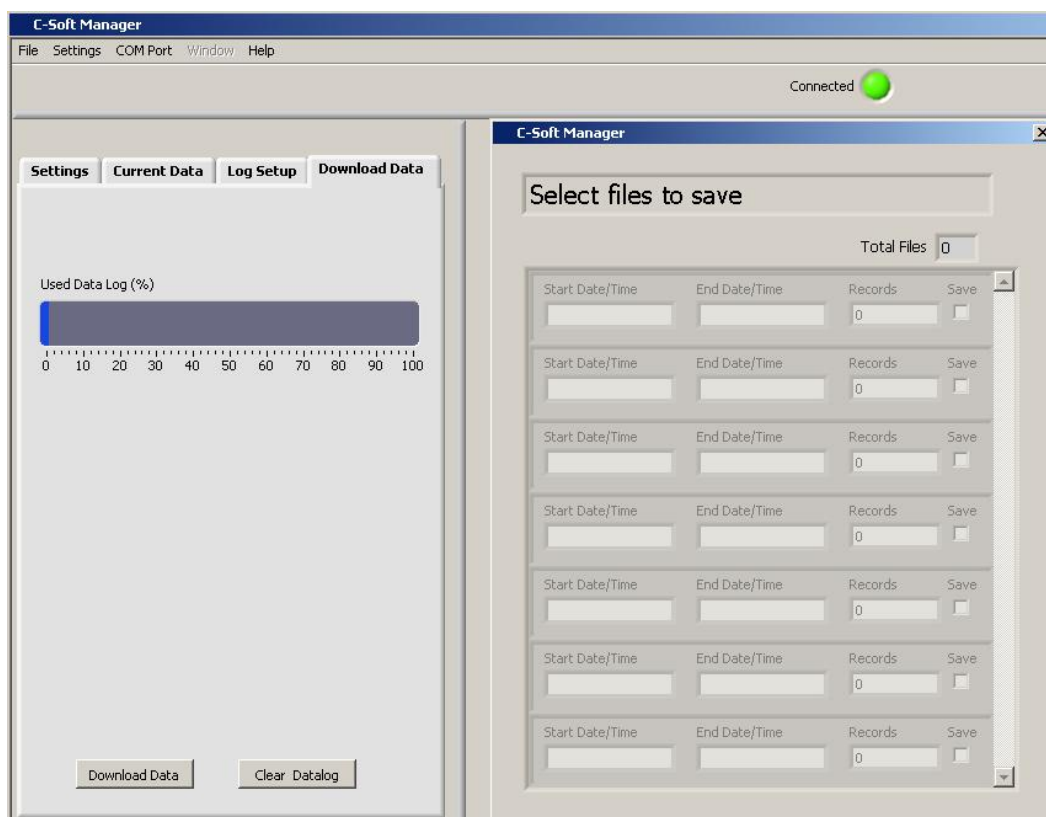 C-Soft Manager
File Settings COM Port Window Help
Connected
Settings Current Data Log Setup Download Data
Used Data Log (%)
0 10 20 30 40 50 60 70 80 90 100
Download Data Clear Datalog
C-Soft Manager
Select files to save
Total Files 0
Start Date/Time End Date/Time Records Save
0
Start Date/Time End Date/Time Records Save
0
Start Date/Time End Date/Time Records Save
0
Start Date/Time End Date/Time Records Save
0
Start Date/Time End Date/Time Records Save
0
Start Date/Time End Date/Time Records Save
0
Start Date/Time End Date/Time Records Save
0